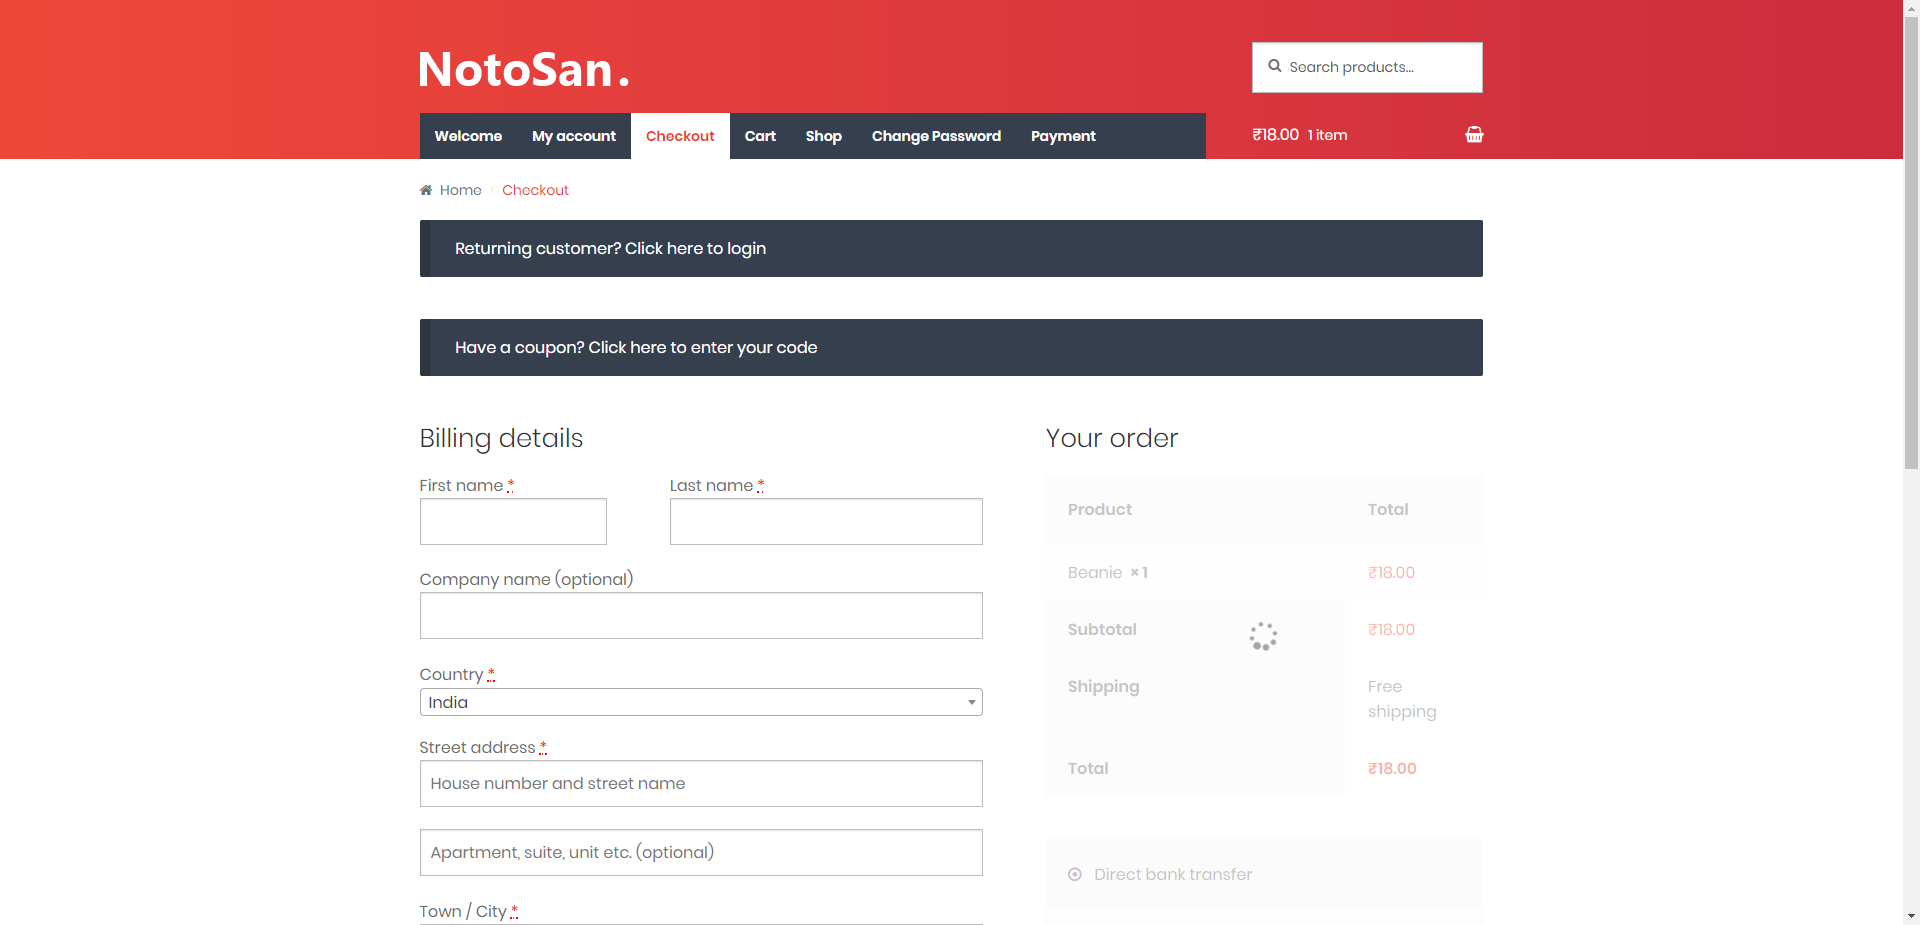 NotoSan.
Search products...
Welcome My account Checkout Cart Shop Change Password Payment
₹18.00 1 item
Home Checkout
Returning customer? Click here to login
Have a coupon? Click here to enter your code
Billing details
First name *
Last name *
Company name (optional)
Country *
India
Street address *
House number and street name
Apartment, suite, unit etc. (optional)
Town / City *
Your order
Product Total
Beanie × 1 ₹18.00
Subtotal ₹18.00
Shipping Free
shipping
Total ₹18.00
Direct bank transfer